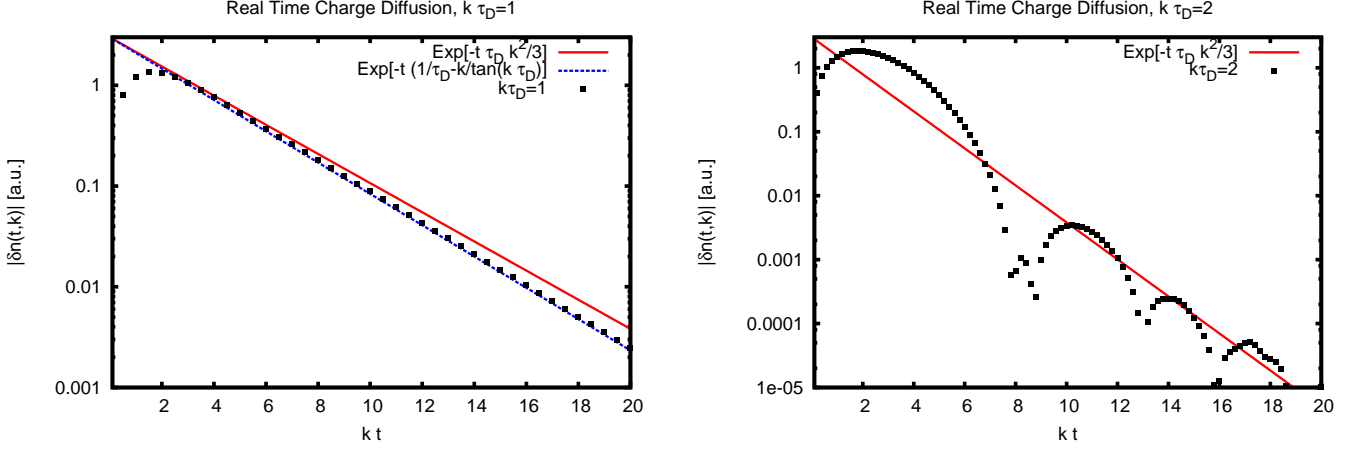 Real Time Charge Diffusion, k τD=1
Exp[-t τD k²/3]
Exp[-t (1/τD-k/tan(k τD)]
kτD=1
|δn(t,k)| [a.u.]
1
0.1
0.01
0.001
2 4 6 8 10 12 14 16 18 20
k t
Real Time Charge Diffusion, k τD=2
Exp[-t τD k²/3]
kτD=2
|δn(t,k)| [a.u.]
1
0.1
0.01
0.001
0.0001
1e-05
2 4 6 8 10 12 14 16 18 20
k t